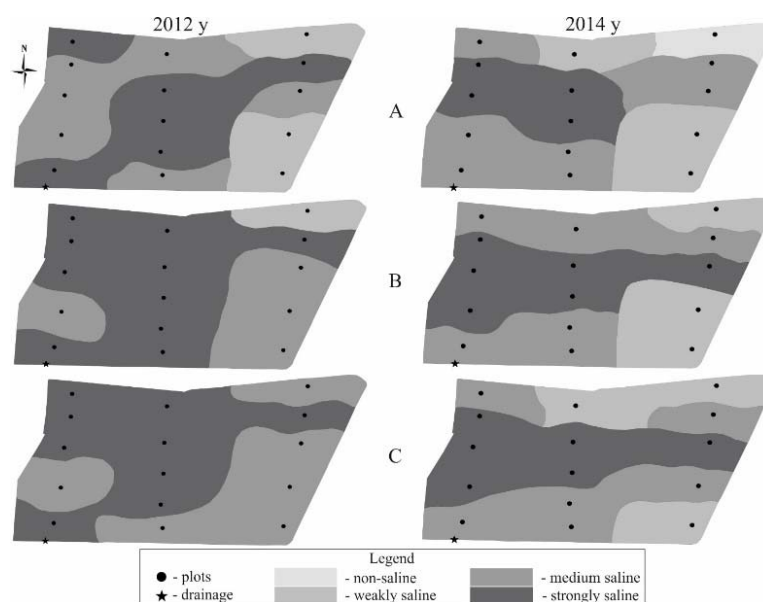 2012 y 2014 y
N
A
B
C
Legend
- plots - non-saline - medium saline
- drainage - weakly saline - strongly saline